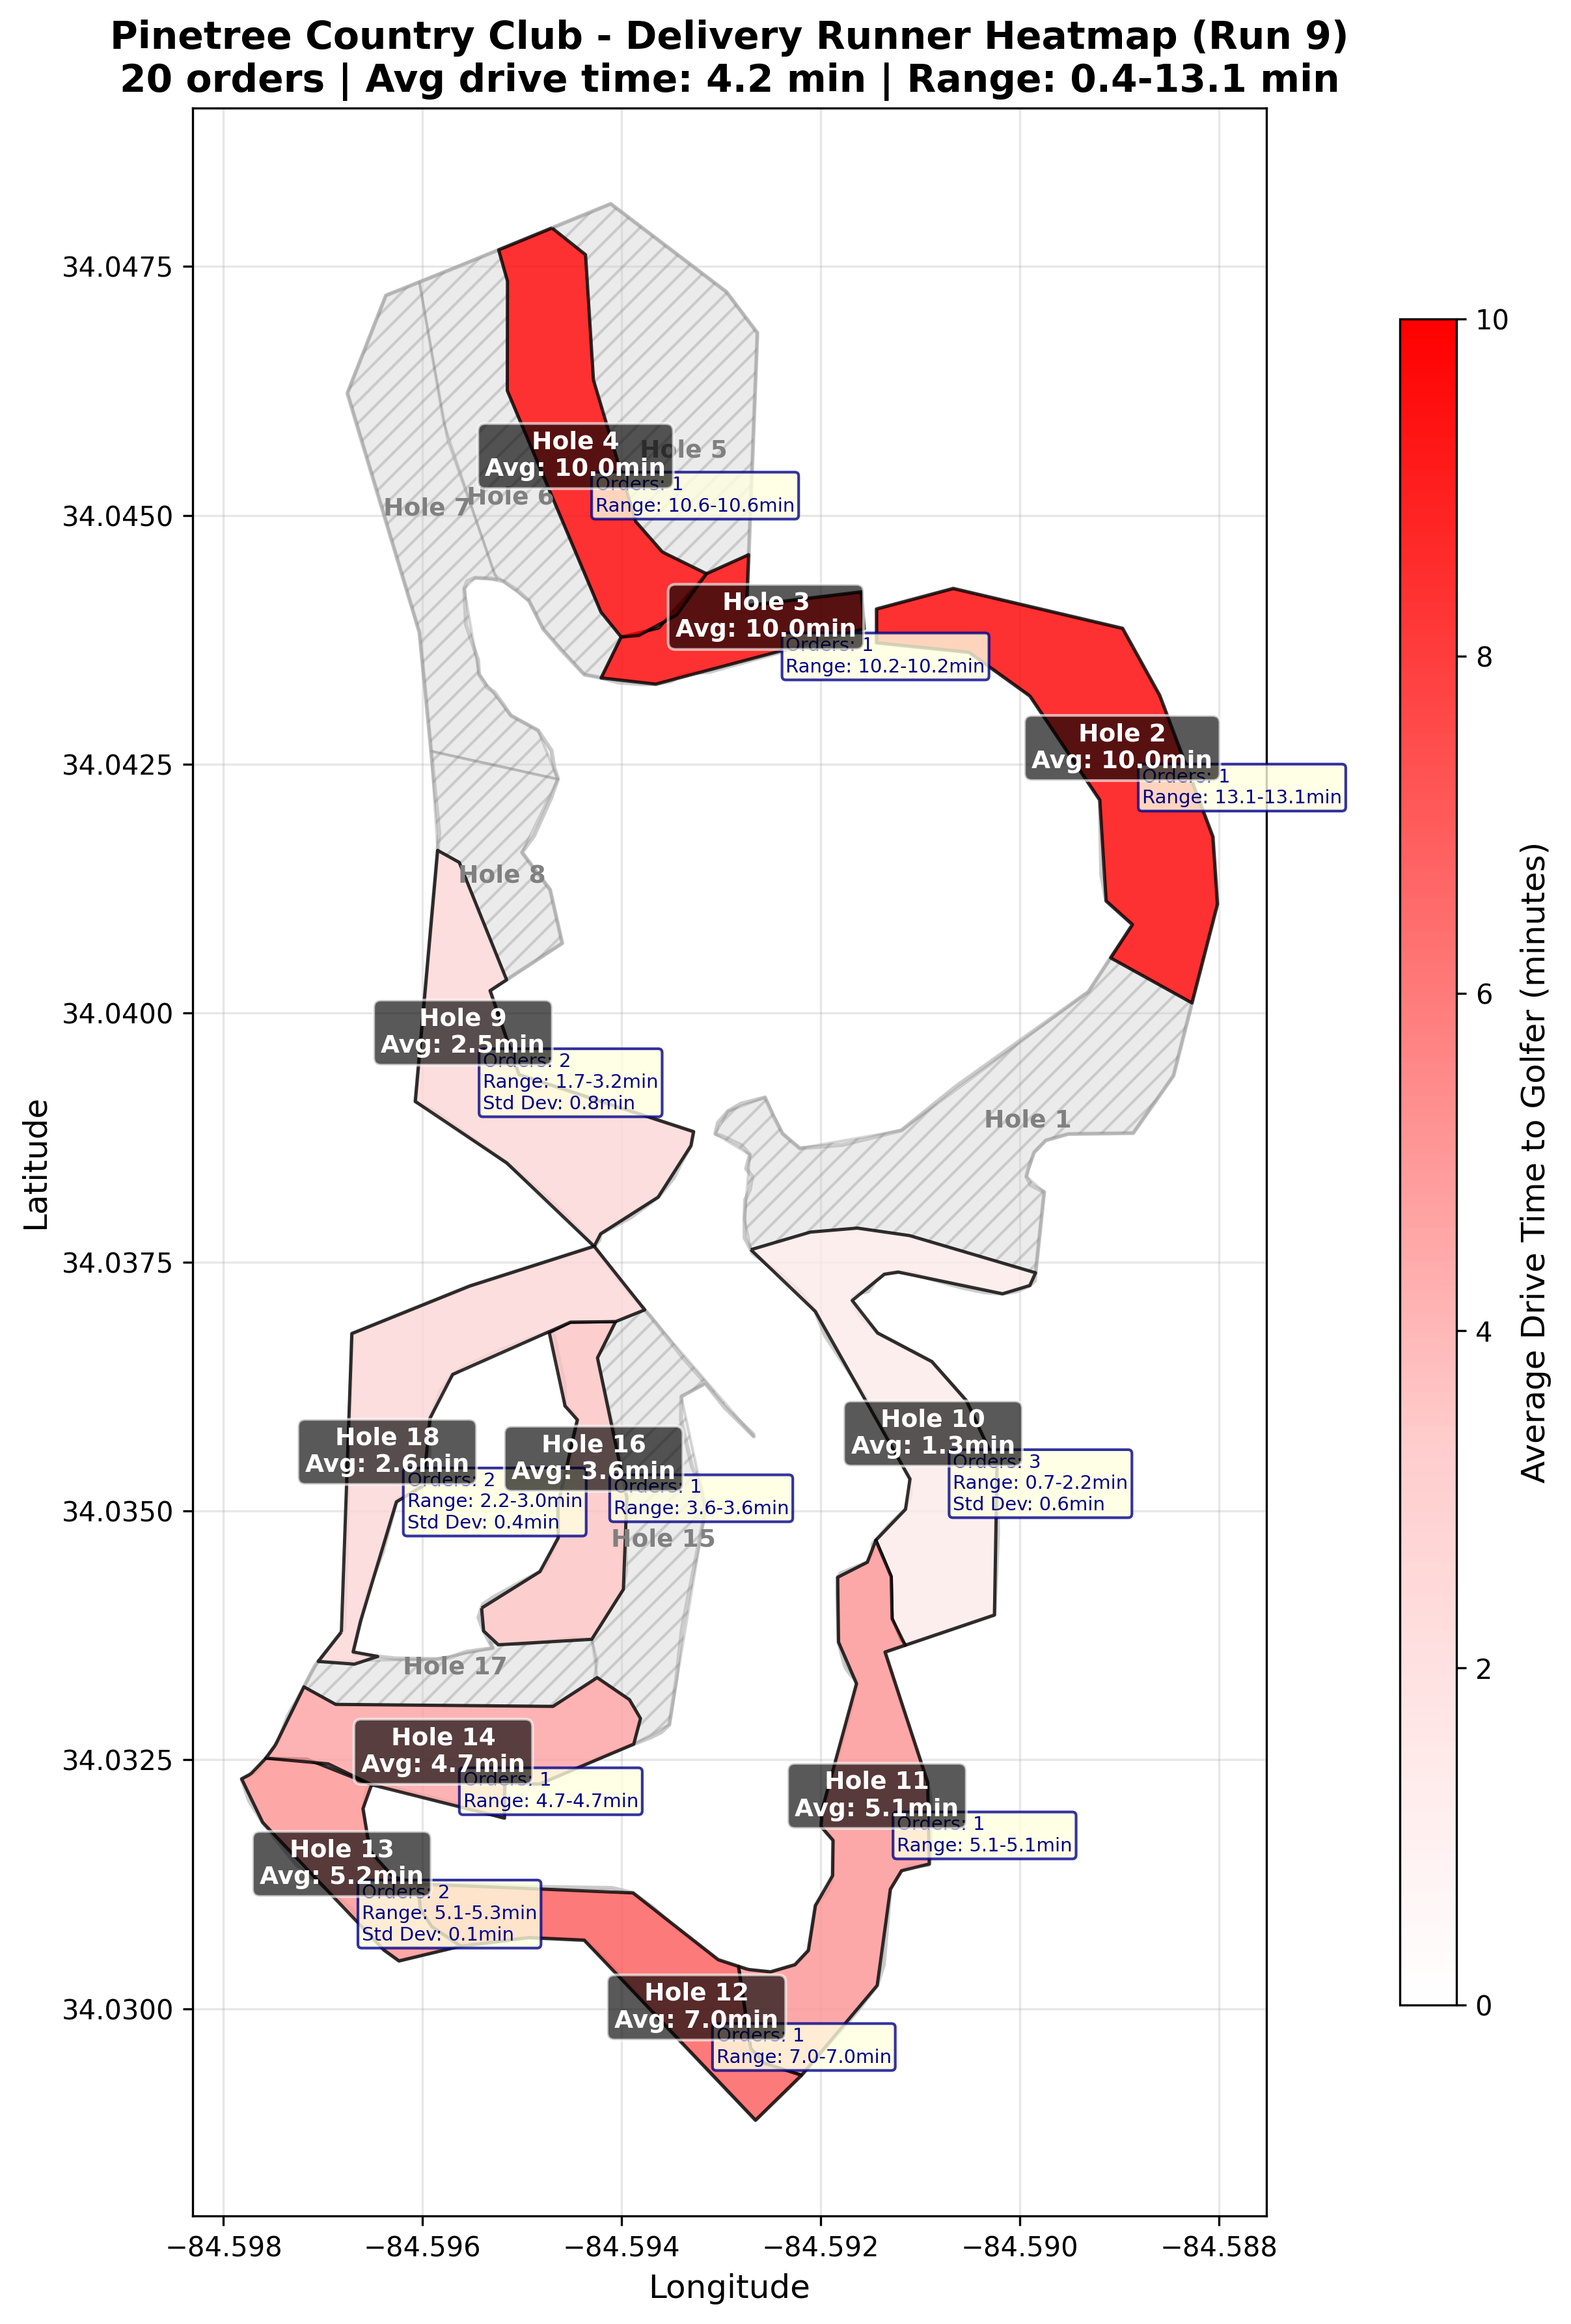 Pinetree Country Club - Delivery Runner Heatmap (Run 9)
20 orders | Avg drive time: 4.2 min | Range: 0.4-13.1 min
34.0475
34.0450
34.0425
34.0400
34.0375
34.0350
34.0325
34.0300
Latitude
−84.598
−84.596
−84.594
−84.592
−84.590
−84.588
Longitude
Hole 4
Avg: 10.0min
Orders: 1
Range: 10.6-10.6min
Hole 5
Hole 6
Hole 7
Hole 3
Avg: 10.0min
Orders: 1
Range: 10.2-10.2min
Hole 2
Avg: 10.0min
Orders: 1
Range: 13.1-13.1min
Hole 8
Hole 9
Avg: 2.5min
Orders: 2
Range: 1.7-3.2min
Std Dev: 0.8min
Hole 1
Hole 18
Avg: 2.6min
Orders: 2
Range: 2.2-3.0min
Std Dev: 0.4min
Hole 16
Avg: 3.6min
Orders: 1
Range: 3.6-3.6min
Hole 15
Hole 10
Avg: 1.3min
Orders: 3
Range: 0.7-2.2min
Std Dev: 0.6min
Hole 17
Hole 14
Avg: 4.7min
Orders: 1
Range: 4.7-4.7min
Hole 11
Avg: 5.1min
Orders: 1
Range: 5.1-5.1min
Hole 13
Avg: 5.2min
Orders: 2
Range: 5.1-5.3min
Std Dev: 0.1min
Hole 12
Avg: 7.0min
Orders: 1
Range: 7.0-7.0min
10
8
6
4
2
0
Average Drive Time to Golfer (minutes)